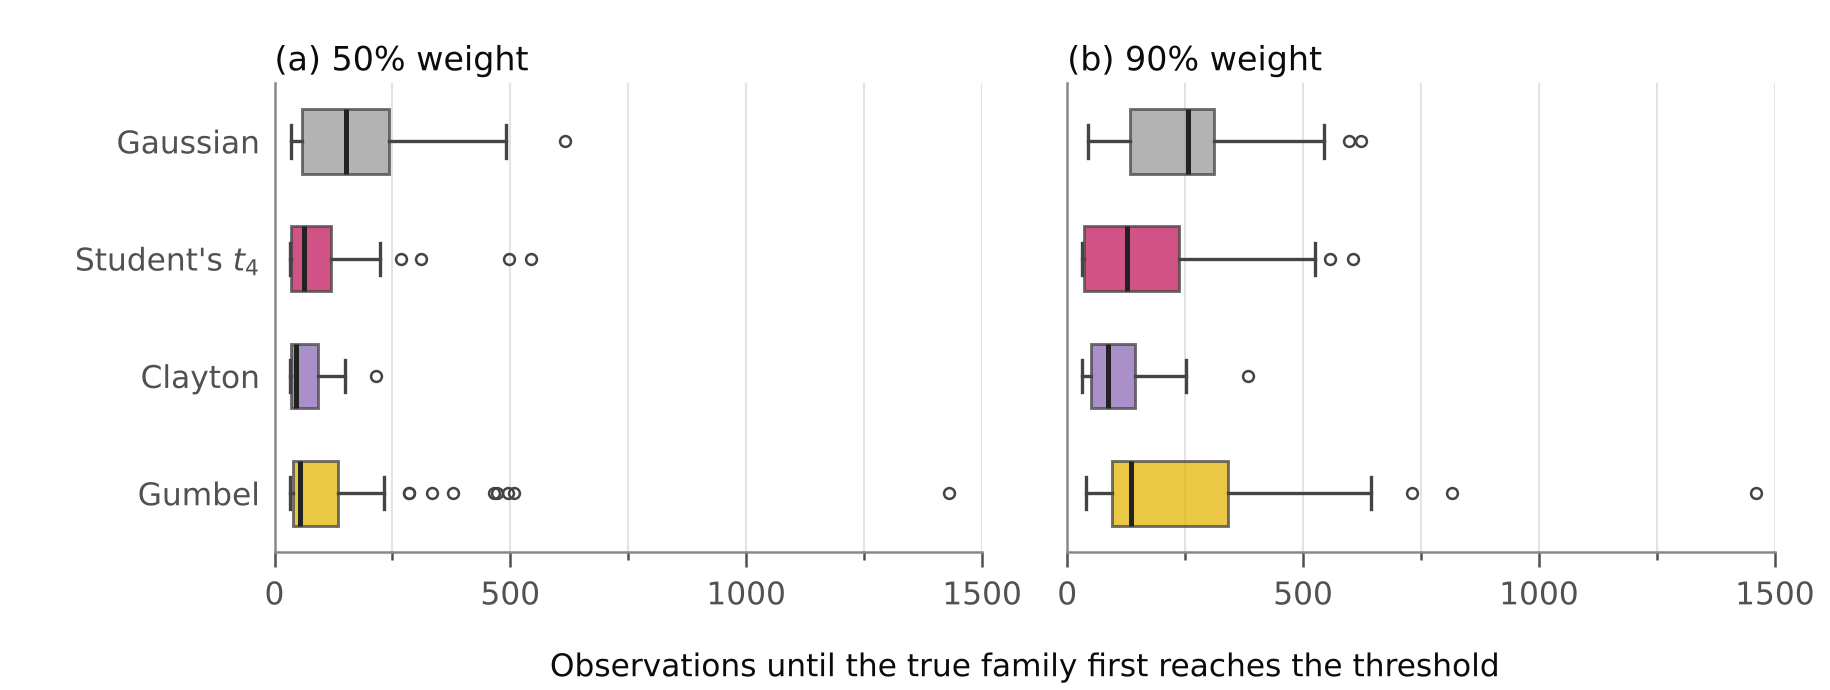 (a) 50% weight
(b) 90% weight
Gaussian
Student's t₄
Clayton
Gumbel
0 500 1000 1500
0 500 1000 1500
Observations until the true family first reaches the threshold